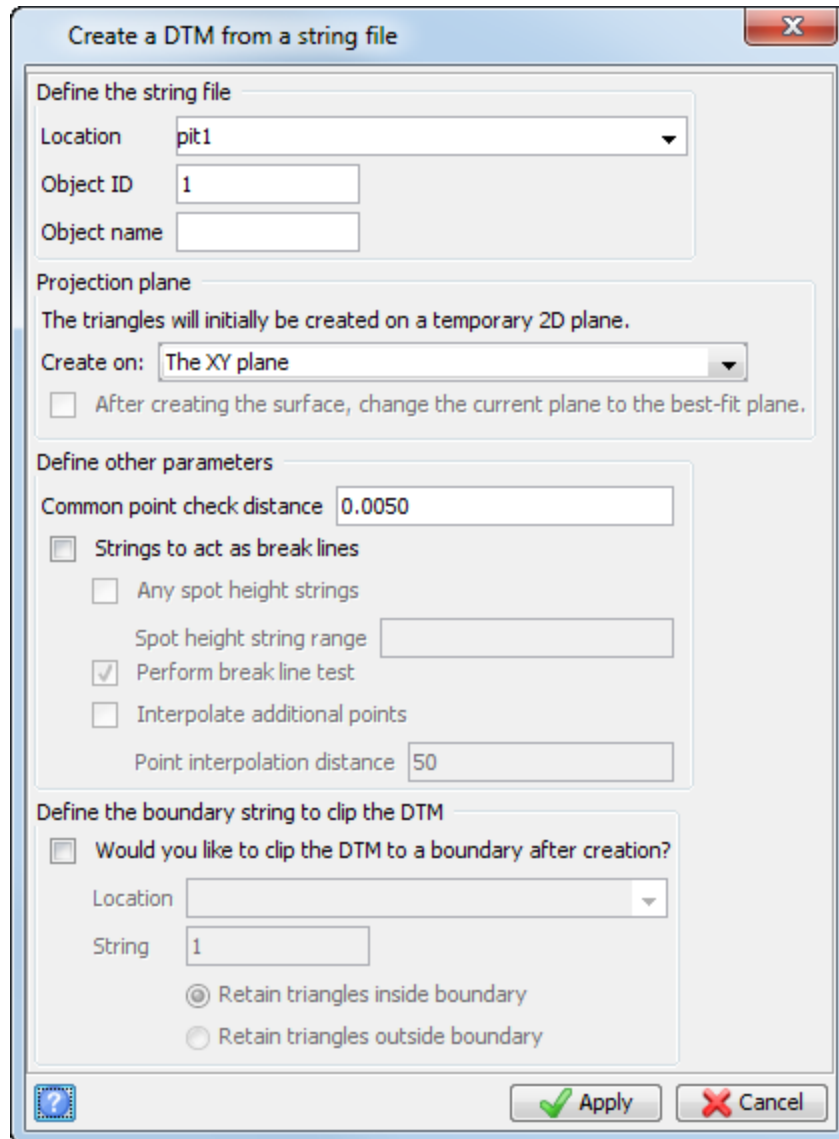 Create a DTM from a string file
Define the string file
Location pit1
Object ID 1
Object name
Projection plane
The triangles will initially be created on a temporary 2D plane.
Create on: The XY plane
After creating the surface, change the current plane to the best-fit plane.
Define other parameters
Common point check distance 0.0050
Strings to act as break lines
Any spot height strings
Spot height string range
Perform break line test
Interpolate additional points
Point interpolation distance 50
Define the boundary string to clip the DTM
Would you like to clip the DTM to a boundary after creation?
Location
String 1
Retain triangles inside boundary
Retain triangles outside boundary
? Apply Cancel